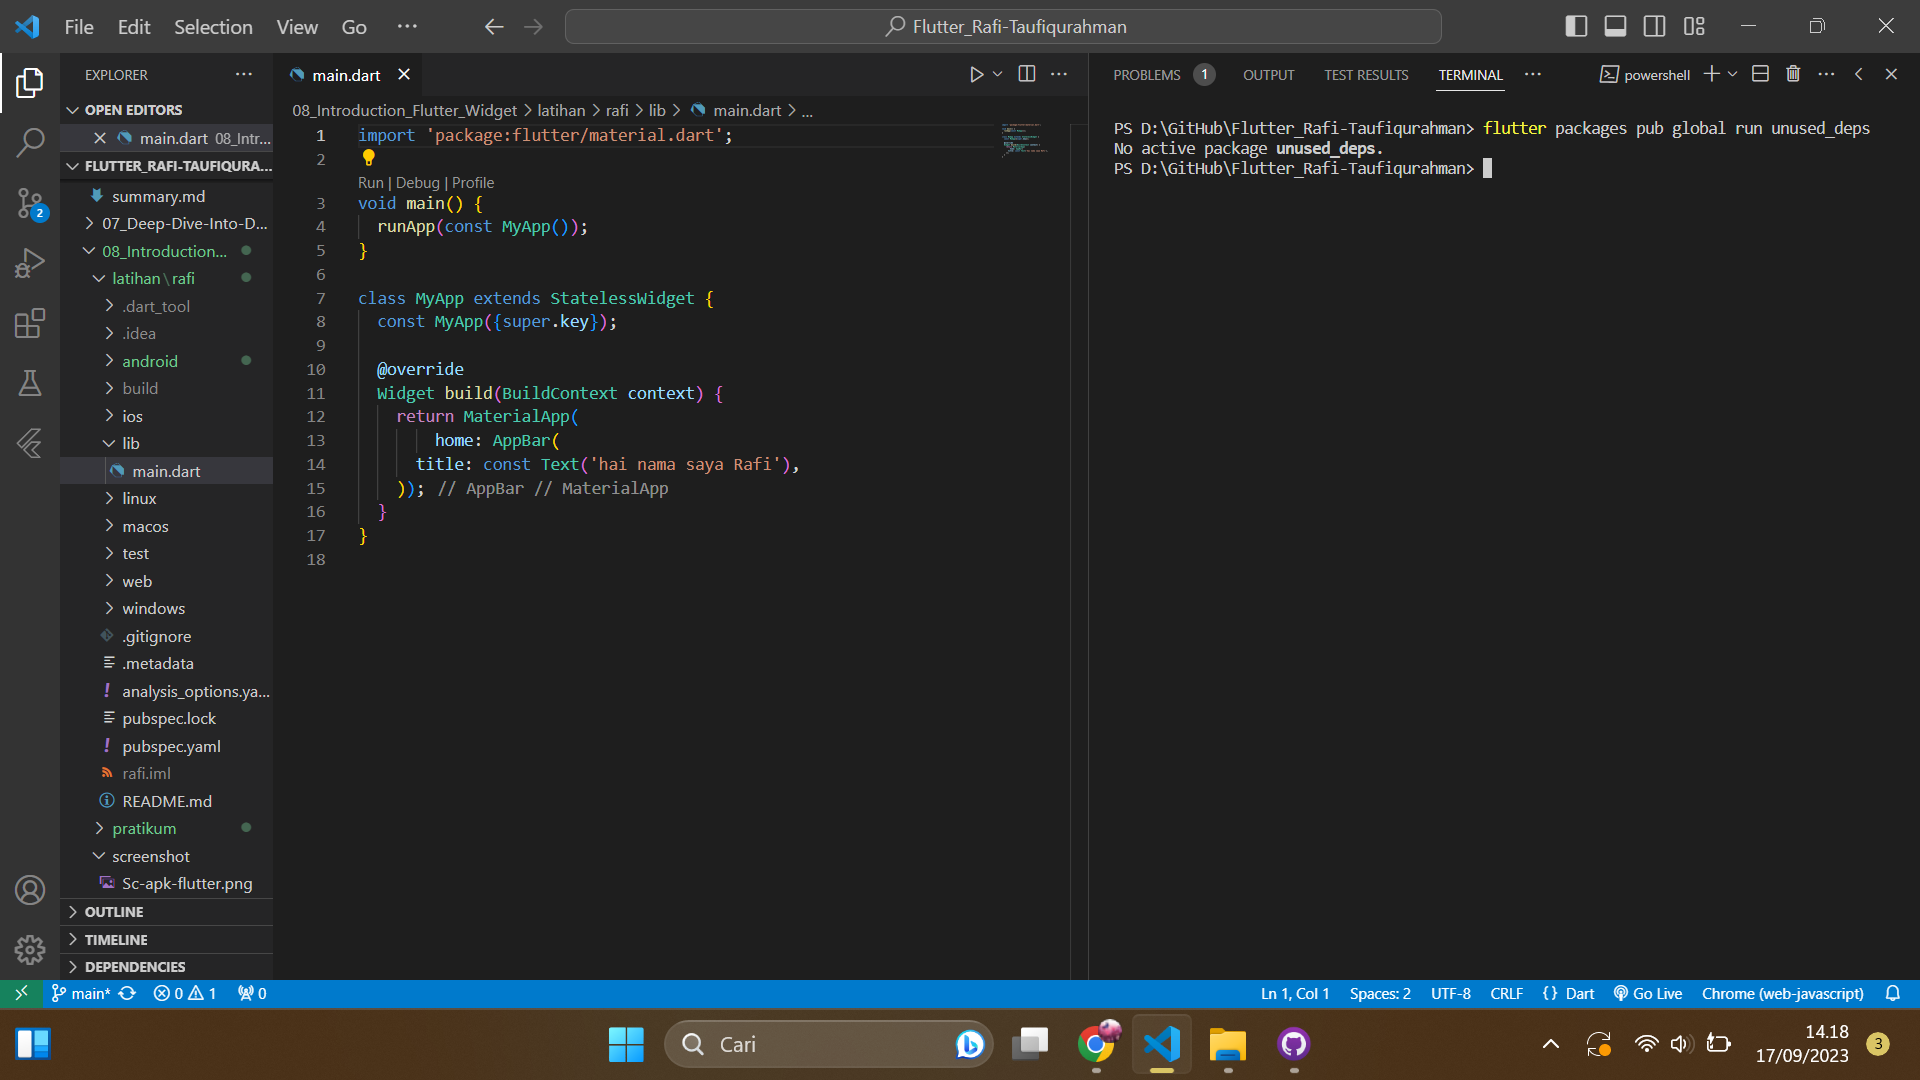 File Edit Selection View Go ···
Flutter_Rafi-Taufiqurahman
EXPLORER ···
OPEN EDITORS
main.dart 08_Intr...
FLUTTER_RAFI-TAUFIQURA...
summary.md
07_Deep-Dive-Into-D...
08_Introduction...
latihan\rafi
.dart_tool
.idea
android
build
ios
lib
main.dart
linux
macos
test
web
windows
.gitignore
.metadata
analysis_options.ya...
pubspec.lock
pubspec.yaml
rafi.iml
README.md
pratikum
screenshot
Sc-apk-flutter.png
OUTLINE
TIMELINE
DEPENDENCIES
main.dart
08_Introduction_Flutter_Widget > latihan > rafi > lib > main.dart > ...
1 import 'package:flutter/material.dart';
2
Run | Debug | Profile
3 void main() {
4 runApp(const MyApp());
5 }
6
7 class MyApp extends StatelessWidget {
8 const MyApp({super.key});
9
10 @override
11 Widget build(BuildContext context) {
12 return MaterialApp(
13 home: AppBar(
14 title: const Text('hai nama saya Rafi'),
15 )); // AppBar // MaterialApp
16 }
17 }
18
PROBLEMS 1 OUTPUT TEST RESULTS TERMINAL ··· powershell
PS D:\GitHub\Flutter_Rafi-Taufiqurahman> flutter packages pub global run unused_deps
No active package unused_deps.
PS D:\GitHub\Flutter_Rafi-Taufiqurahman>
2
main* 0 1 0
Ln 1, Col 1 Spaces: 2 UTF-8 CRLF {} Dart Go Live Chrome (web-javascript)
Cari
14.18
17/09/2023
3